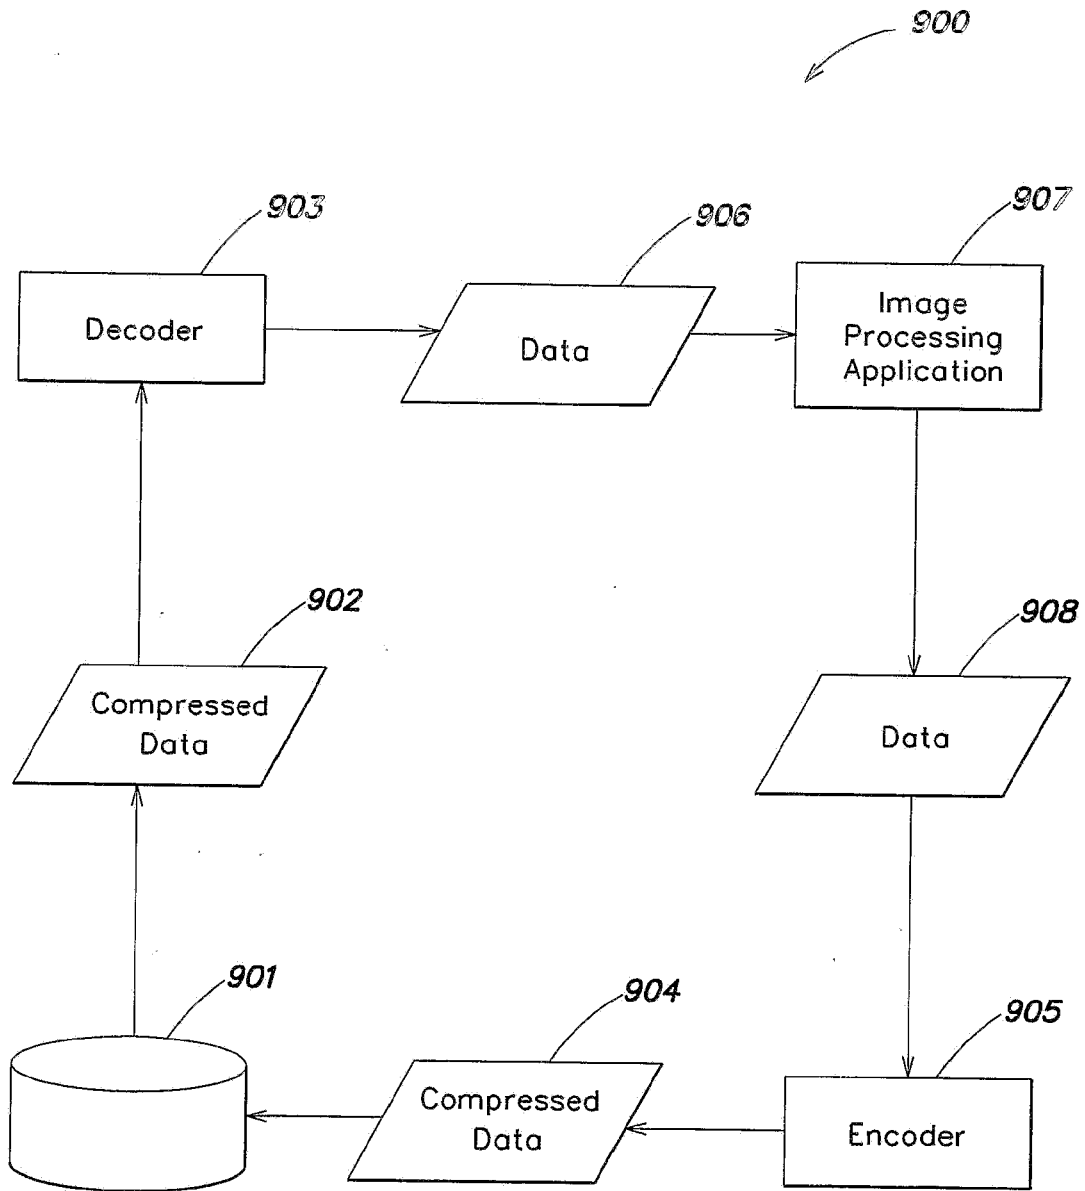 900
903
906
907
Decoder
Data
Image
Processing
Application
902
908
Compressed
Data
Data
901
904
905
Compressed
Data
Encoder